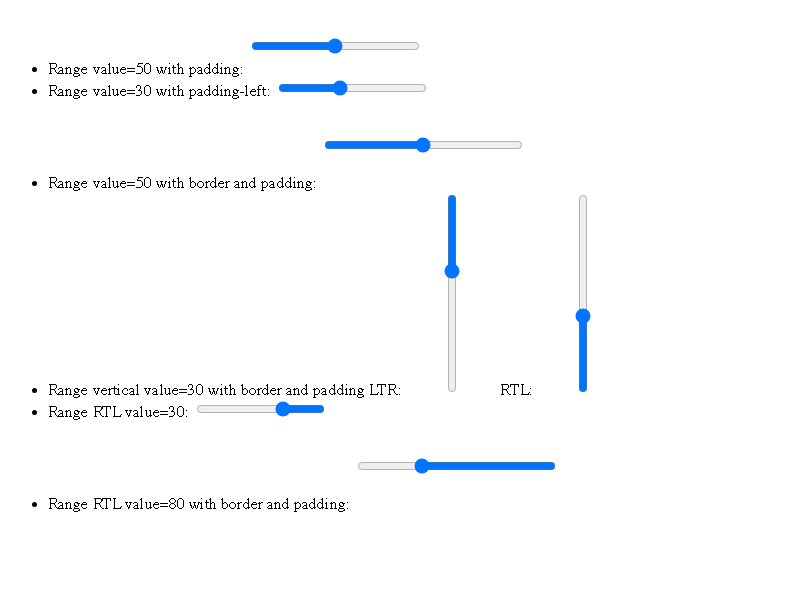 Range value=50 with padding:
Range value=30 with padding-left:
Range value=50 with border and padding:
Range vertical value=30 with border and padding LTR: RTL:
Range RTL value=30:
Range RTL value=80 with border and padding: